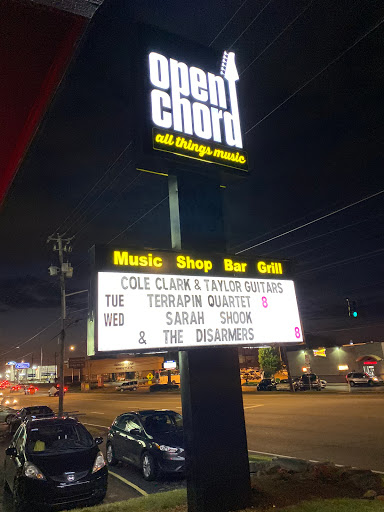 open
chord
all things music
Music Shop Bar Grill
COLE CLARK & TAYLOR GUITARS
TUE TERRAPIN QUARTET 8
WED SARAH SHOOK
& THE DISARMERS 8